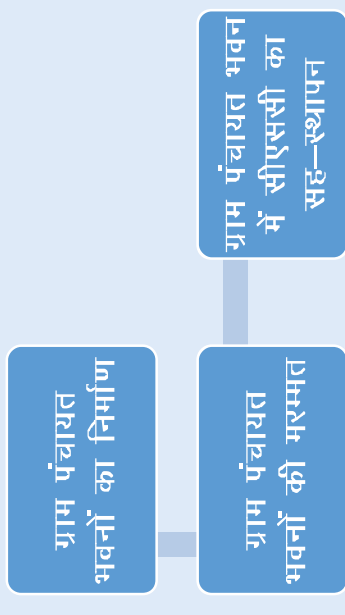 ग्राम पंचायत
भवनों का निर्माण
ग्राम पंचायत
भवनों की मरम्मत
ग्राम पंचायत भवन
में सीएससी का
सह—स्थापन